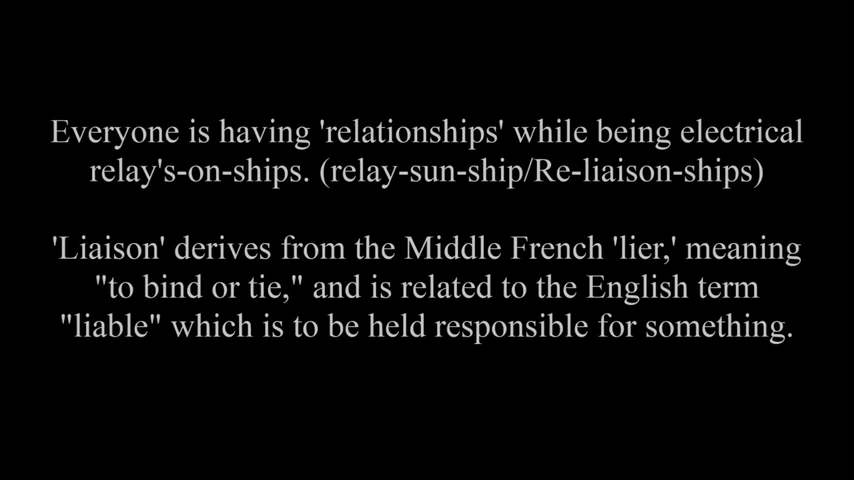 Everyone is having 'relationships' while being electrical
relay's-on-ships. (relay-sun-ship/Re-liaison-ships)
'Liaison' derives from the Middle French 'lier,' meaning
"to bind or tie," and is related to the English term
"liable" which is to be held responsible for something.